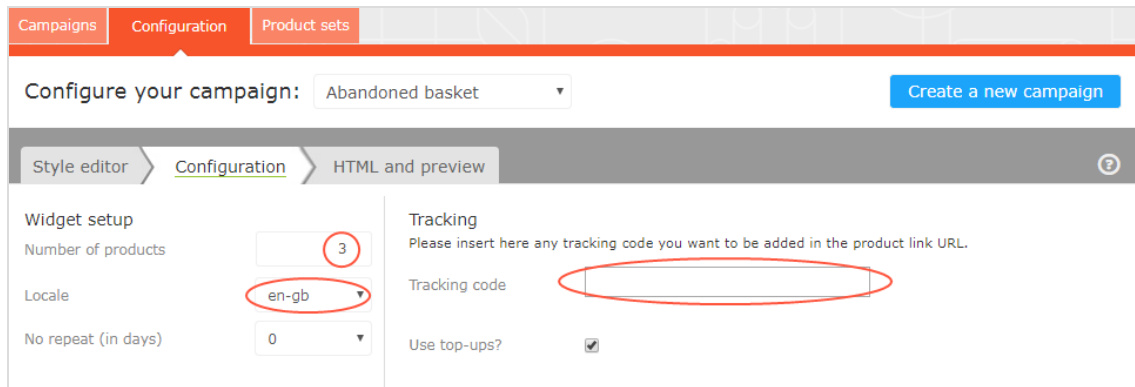 Campaigns Configuration Product sets
Configure your campaign: Abandoned basket Create a new campaign
Style editor Configuration HTML and preview ?
Widget setup
Number of products 3
Locale en-gb
No repeat (in days) 0
Tracking
Please insert here any tracking code you want to be added in the product link URL.
Tracking code
Use top-ups?